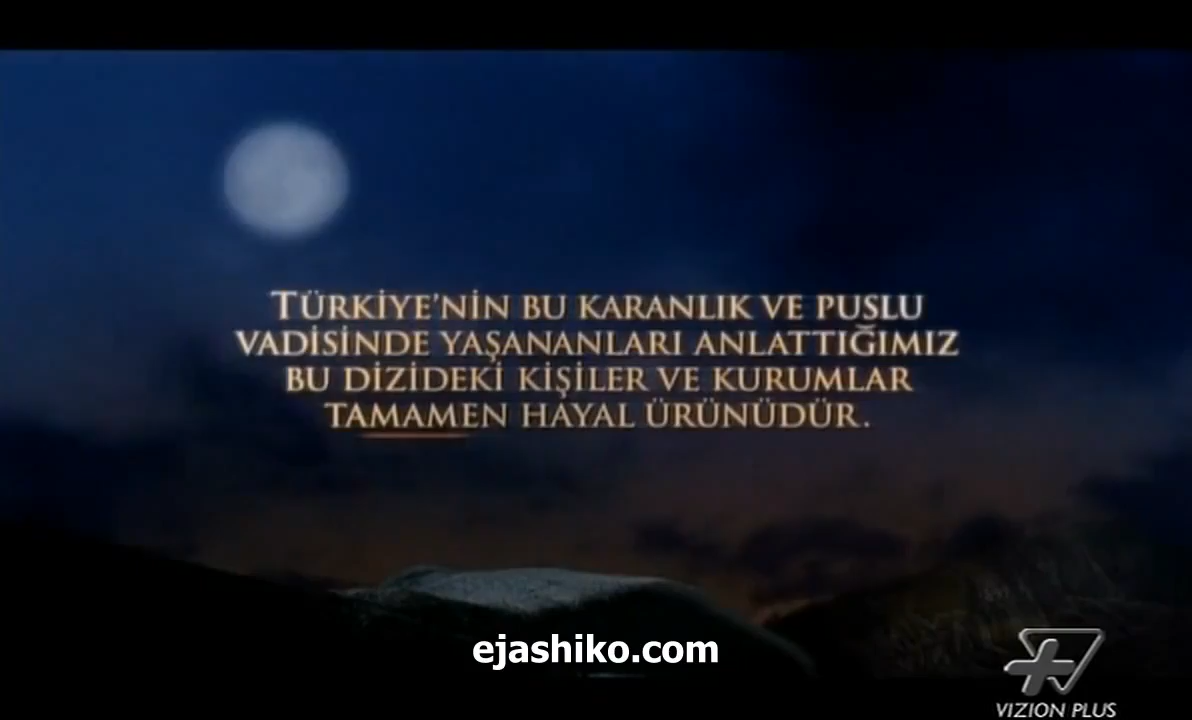 TÜRKİYE'NİN BU KARANLIK VE PUSLU
VADİSİNDE YAŞANANLARI ANLATTIĞIMIZ
BU DİZİDEKİ KİŞİLER VE KURUMLAR
TAMAMEN HAYAL ÜRÜNÜDÜR.
ejashiko.com
VIZION PLUS